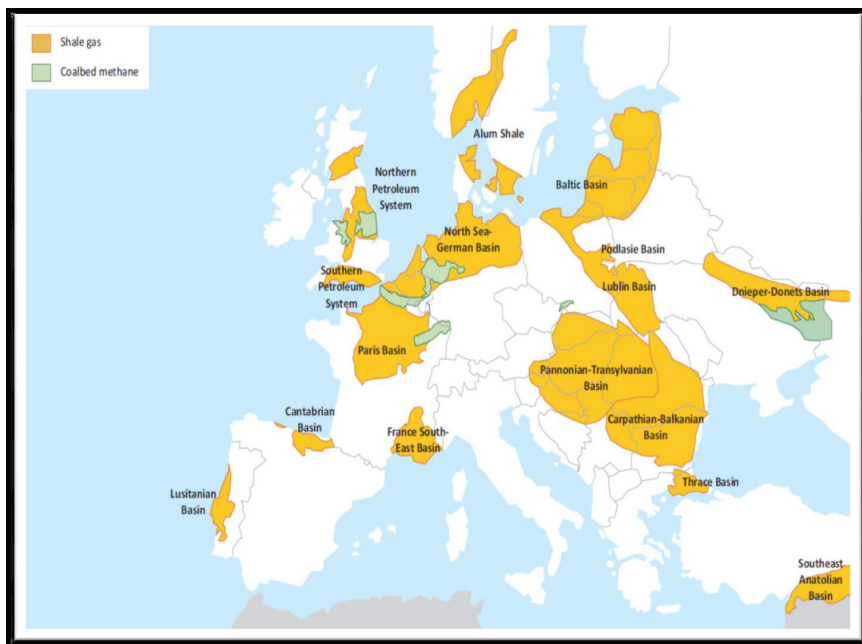 Shale gas
Coalbed methane
Alum Shale
Northern
Petroleum
System
Baltic Basin
North Sea-
German Basin
Podlasie Basin
Southern
Petroleum
System
Lublin Basin
Dnieper-Donets Basin
Paris Basin
Pannonian-Transylvanian
Basin
Cantabrian
Basin
France South-
East Basin
Carpathian-Balkanian
Basin
Thrace Basin
Lusitanian
Basin
Southeast
Anatolian
Basin